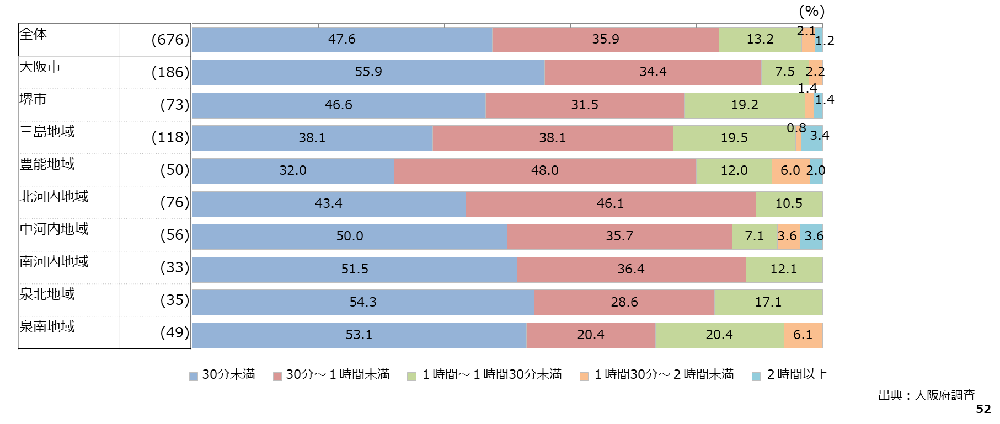 (%)
全体 (676) 47.6 35.9 13.2 2.1 1.2
大阪市 (186) 55.9 34.4 7.5 2.2
堺市 (73) 46.6 31.5 19.2 1.4 1.4
三島地域 (118) 38.1 38.1 19.5 0.8 3.4
豊能地域 (50) 32.0 48.0 12.0 6.0 2.0
北河内地域 (76) 43.4 46.1 10.5
中河内地域 (56) 50.0 35.7 7.1 3.6 3.6
南河内地域 (33) 51.5 36.4 12.1
泉北地域 (35) 54.3 28.6 17.1
泉南地域 (49) 53.1 20.4 20.4 6.1
30分未満 30分～１時間未満 １時間～１時間30分未満 １時間30分～２時間未満 ２時間以上
出典：大阪府調査
52